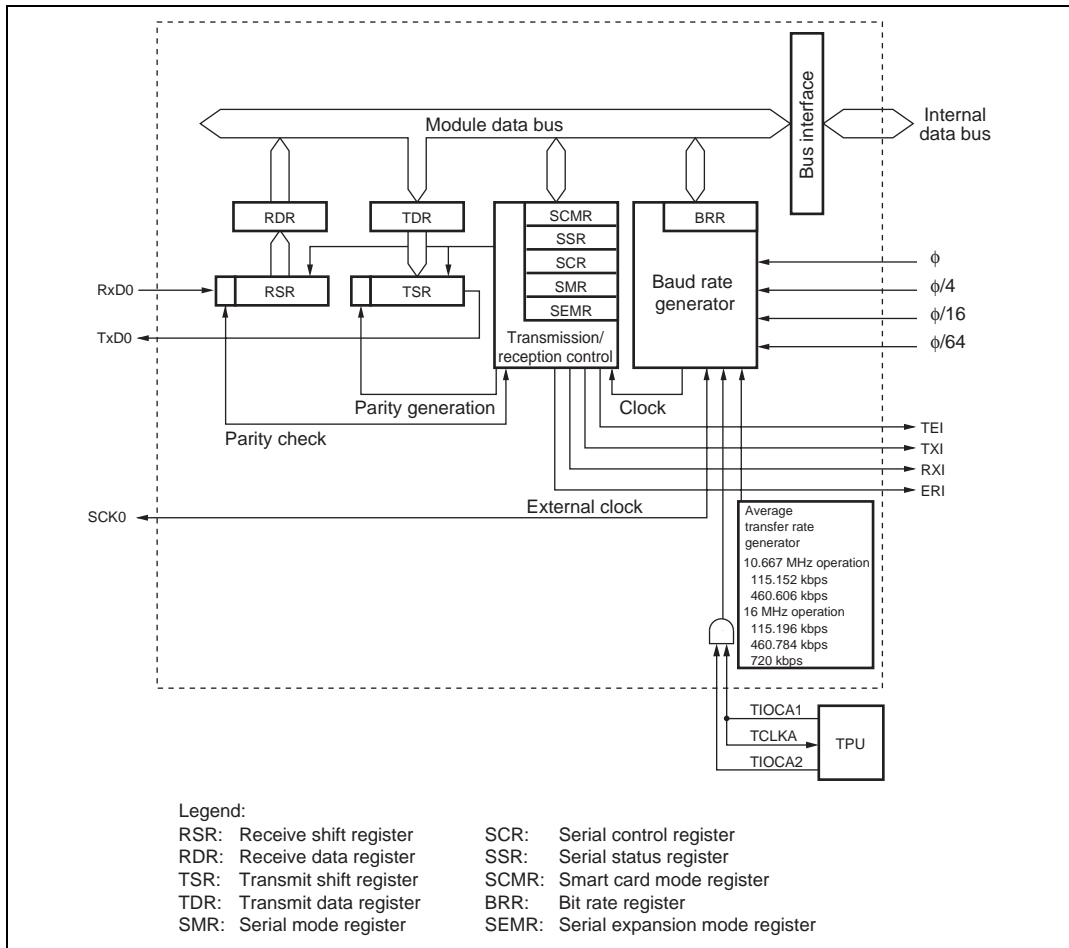 Bus interface
Internal
data bus
Module data bus
RDR
TDR
SCMR
BRR
SSR
SCR
SMR
SEMR
RxD0
RSR
TSR
TxD0
Baud rate
generator
φ
φ/4
φ/16
φ/64
Transmission/
reception control
Parity generation
Clock
Parity check
TEI
TXI
RXI
ERI
External clock
SCK0
Average
transfer rate
generator
10.667 MHz operation
115.152 kbps
460.606 kbps
16 MHz operation
115.196 kbps
460.784 kbps
720 kbps
TIOCA1
TCLKA
TIOCA2
TPU
Legend:
RSR: Receive shift register
RDR: Receive data register
TSR: Transmit shift register
TDR: Transmit data register
SMR: Serial mode register
SCR: Serial control register
SSR: Serial status register
SCMR: Smart card mode register
BRR: Bit rate register
SEMR: Serial expansion mode register